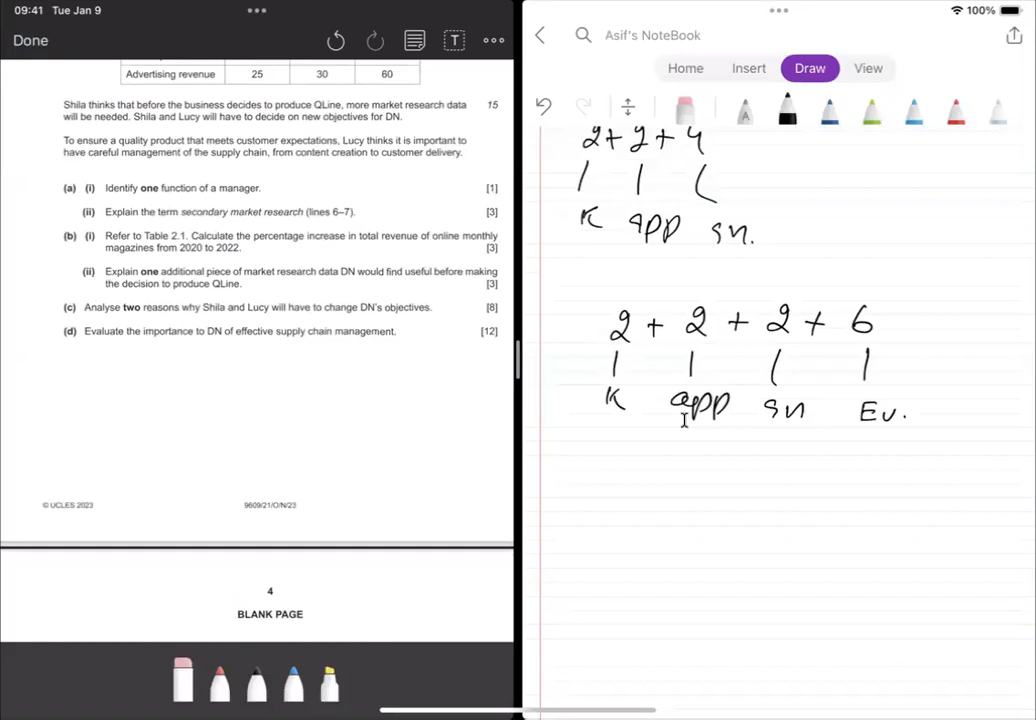 09:41 Tue Jan 9
Done
Advertising revenue 25 30 60
Shila thinks that before the business decides to produce QLine, more market research data 15
will be needed. Shila and Lucy will have to decide on new objectives for DN.
To ensure a quality product that meets customer expectations, Lucy thinks it is important to
have careful management of the supply chain, from content creation to customer delivery.
(a) (i) Identify one function of a manager. [1]
(ii) Explain the term secondary market research (lines 6–7). [3]
(b) (i) Refer to Table 2.1. Calculate the percentage increase in total revenue of online monthly
magazines from 2020 to 2022. [3]
(ii) Explain one additional piece of market research data DN would find useful before making
the decision to produce QLine. [3]
(c) Analyse two reasons why Shila and Lucy will have to change DN's objectives. [8]
(d) Evaluate the importance to DN of effective supply chain management. [12]
© UCLES 2023 9609/21/O/N/23
4
BLANK PAGE
100%
Asif's NoteBook
Home Insert Draw View
2 + 2 + 4
K app an.
2 + 2 + 2 + 6
K app an Ev.